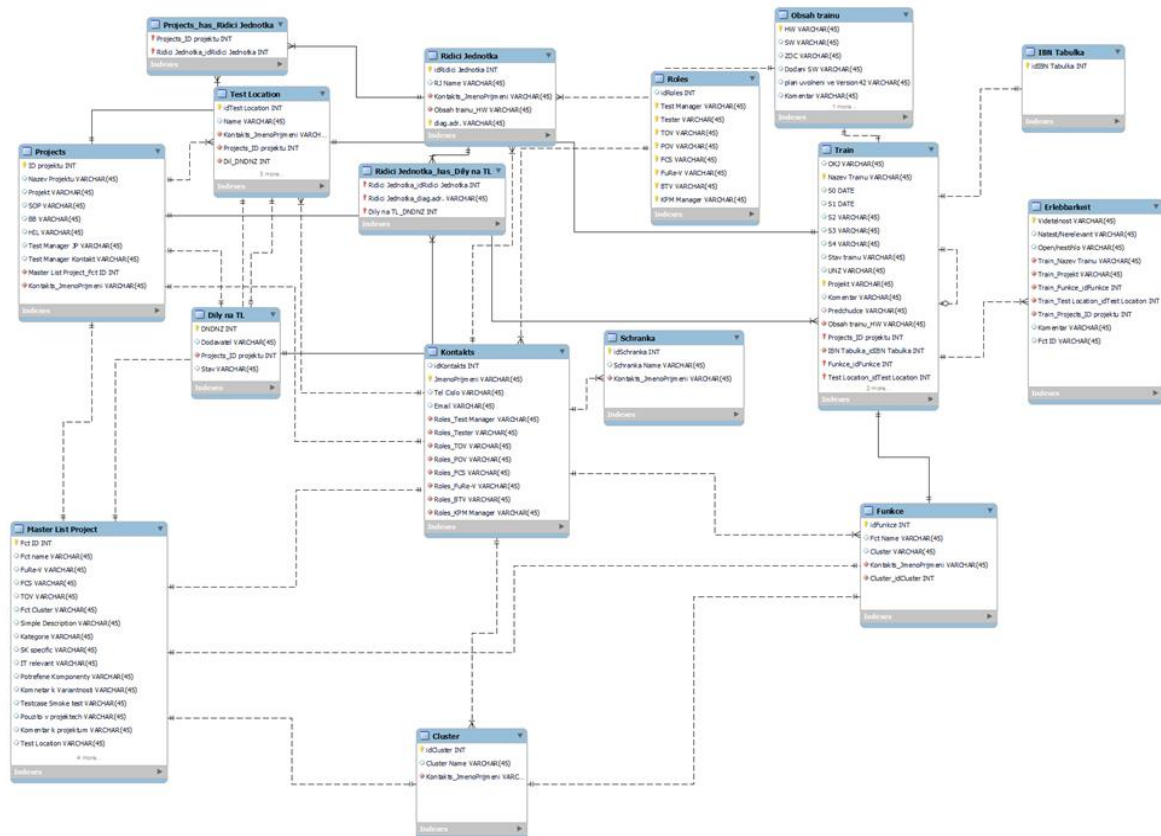 Projects_has_Ridici Jednotka
Projects_ID projektu INT
Ridici Jednotka_idRidici Jednotka INT
Indexes
Ridici Jednotka
idRidici Jednotka INT
RJ Name VARCHAR(45)
Kontakts_JmenoPrijmeni VARCHAR(45)
Obsah trainu_HW VARCHAR(45)
diag.adr. VARCHAR(45)
Indexes
Obsah trainu
HW VARCHAR(45)
SW VARCHAR(45)
ZDC VARCHAR(45)
Dodani SW VARCHAR(45)
plan uvolneni ve Version42 VARCHAR(45)
Komentar VARCHAR(45)
1 more...
Indexes
IBN Tabulka
idIBN Tabulka INT
Indexes
Test Location
idTest Location INT
Name VARCHAR(45)
Kontakts_JmenoPrijmeni VARCH...
Projects_ID projektu INT
Dil_DNDNZ INT
Indexes
Roles
idRoles INT
Test Manager VARCHAR(45)
Tester VARCHAR(45)
TOV VARCHAR(45)
POV VARCHAR(45)
FCS VARCHAR(45)
FuRe-V VARCHAR(45)
BTV VARCHAR(45)
KPM Manager VARCHAR(45)
Indexes
Projects
ID projektu INT
Nazev Projektu VARCHAR(45)
Projekt VARCHAR(45)
SOP VARCHAR(45)
BB VARCHAR(45)
HIL VARCHAR(45)
Test Manager JP VARCHAR(45)
Test Manager Kontakt VARCHAR(45)
Master List Project_Fct ID INT
Kontakts_JmenoPrijmeni VARCHAR(45)
Indexes
Ridici Jednotka_has_Dily na TL
Ridici Jednotka_idRidici Jednotka INT
Ridici Jednotka_diag.adr. VARCHAR(45)
Dily na TL_DNDNZ INT
Indexes
Train
OKJ VARCHAR(45)
Nazev Trainu VARCHAR(45)
S0 DATE
S1 DATE
S2 VARCHAR(45)
S3 VARCHAR(45)
S4 VARCHAR(45)
Stav trainu VARCHAR(45)
UNZ VARCHAR(45)
Projekt VARCHAR(45)
Komentar VARCHAR(45)
Predchudce VARCHAR(45)
Obsah trainu_HW VARCHAR(45)
Projects_ID projektu INT
IBN Tabulka_idIBN Tabulka INT
Funkce_idFunkce INT
Test Location_idTest Location INT
2 more...
Indexes
Erlebbarkeit
Videtelnost VARCHAR(45)
Natest/Nerelevant VARCHAR(45)
Open/nestihlo VARCHAR(45)
Train_Nazev Trainu VARCHAR(45)
Train_Projekt VARCHAR(45)
Train_Funkce_idFunkce INT
Train_Test Location_idTest Location INT
Train_Projects_ID projektu INT
Komentar VARCHAR(45)
Fct ID VARCHAR(45)
Indexes
Dily na TL
DNDNZ INT
Dodavatel VARCHAR(45)
Projects_ID projektu INT
Stav VARCHAR(45)
Indexes
Kontakts
idKontakts INT
JmenoPrijmeni VARCHAR(45)
Tel Cislo VARCHAR(45)
Email VARCHAR(45)
Roles_Test Manager VARCHAR(45)
Roles_Tester VARCHAR(45)
Roles_TOV VARCHAR(45)
Roles_POV VARCHAR(45)
Roles_FCS VARCHAR(45)
Roles_FuRe-V VARCHAR(45)
Roles_BTV VARCHAR(45)
Roles_KPM Manager VARCHAR(45)
Indexes
Schranka
idSchranka INT
Schranka Name VARCHAR(45)
Kontakts_JmenoPrijmeni VARCHAR(45)
Indexes
Master List Project
Fct ID INT
Fct name VARCHAR(45)
FuRe-V VARCHAR(45)
FCS VARCHAR(45)
TOV VARCHAR(45)
Fct Cluster VARCHAR(45)
Simple Description VARCHAR(45)
Kategorie VARCHAR(45)
SK specific VARCHAR(45)
IT relevant VARCHAR(45)
Potrefene Komponenty VARCHAR(45)
Komnetar k Variantnosti VARCHAR(45)
Testcase Smoke test VARCHAR(45)
Pouzito v projektech VARCHAR(45)
Komentar k projektum VARCHAR(45)
Test Location VARCHAR(45)
4 more...
Indexes
Funkce
idFunkce INT
Fct Name VARCHAR(45)
Cluster VARCHAR(45)
Kontakts_JmenoPrijmeni VARCHAR(45)
Cluster_idCluster INT
Indexes
Cluster
idCluster INT
Cluster Name VARCHAR(45)
Kontakts_JmenoPrijmeni VARC...
Indexes